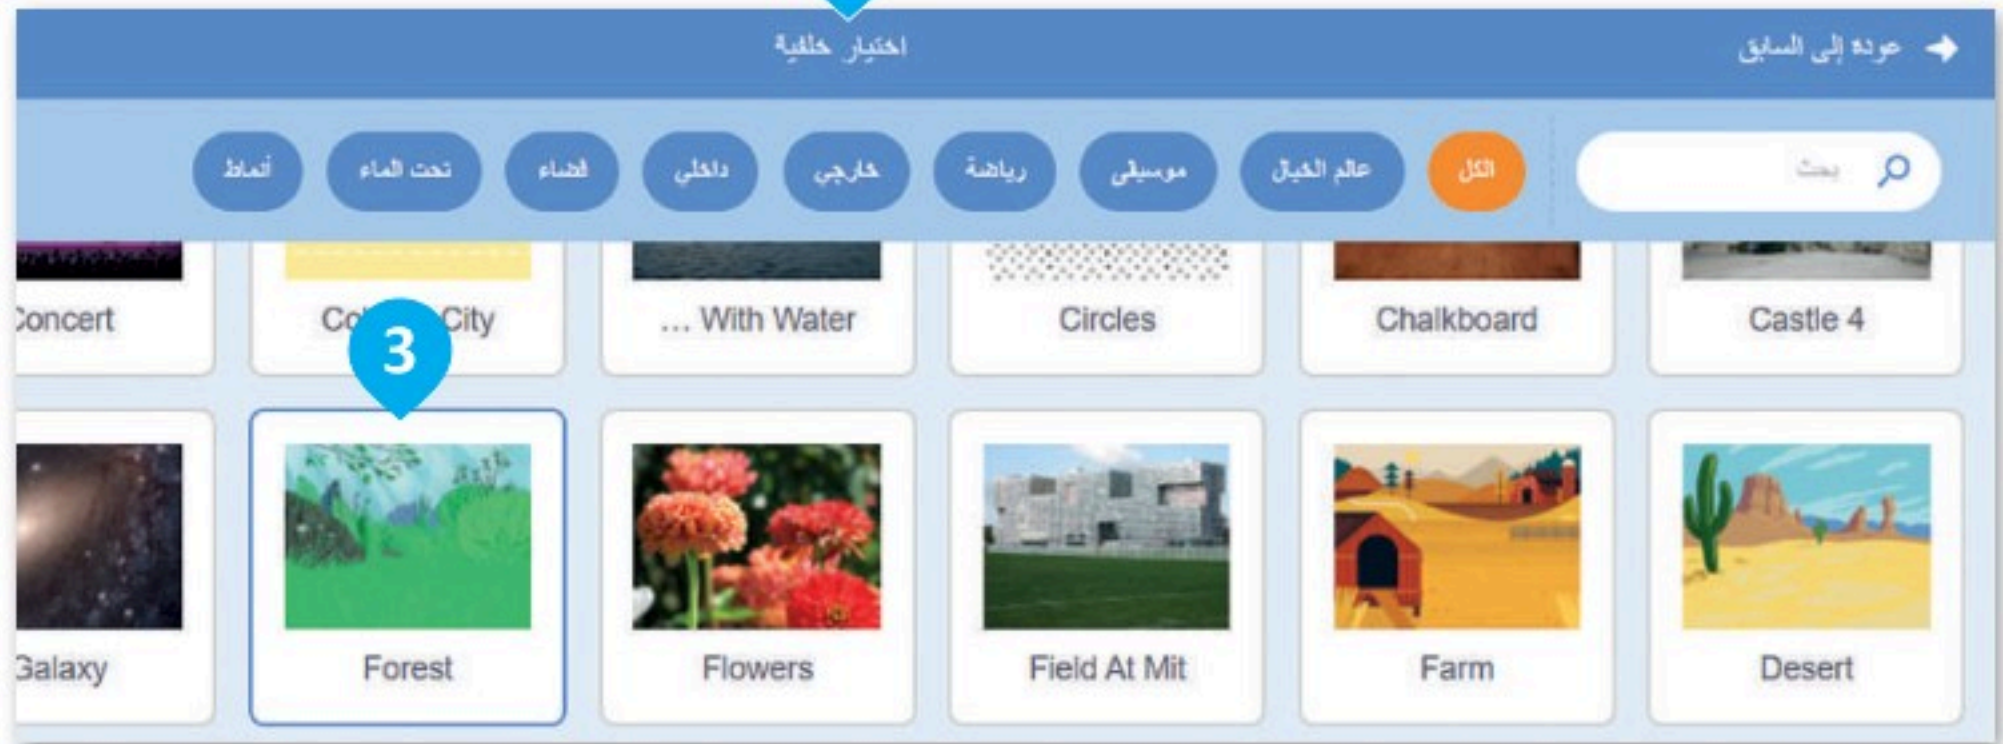 عودة إلى السابق
اختيار خلفية
بحث
الكل
عالم الخيال
موسيقى
رياضة
خارجي
داخلي
فضاء
تحت الماء
أنماط
Castle 4
Chalkboard
Circles
... With Water
City
Concert
3
Desert
Farm
Field At Mit
Flowers
Forest
Galaxy